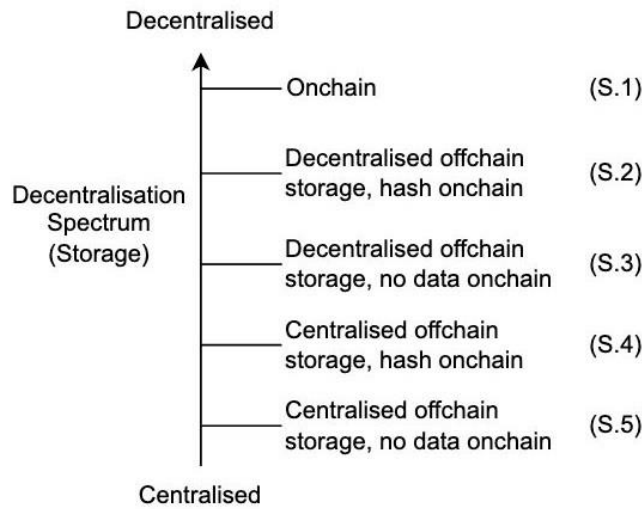 Decentralised
Onchain (S.1)
Decentralised offchain
storage, hash onchain (S.2)
Decentralisation
Spectrum
(Storage)
Decentralised offchain
storage, no data onchain (S.3)
Centralised offchain
storage, hash onchain (S.4)
Centralised offchain
storage, no data onchain (S.5)
Centralised